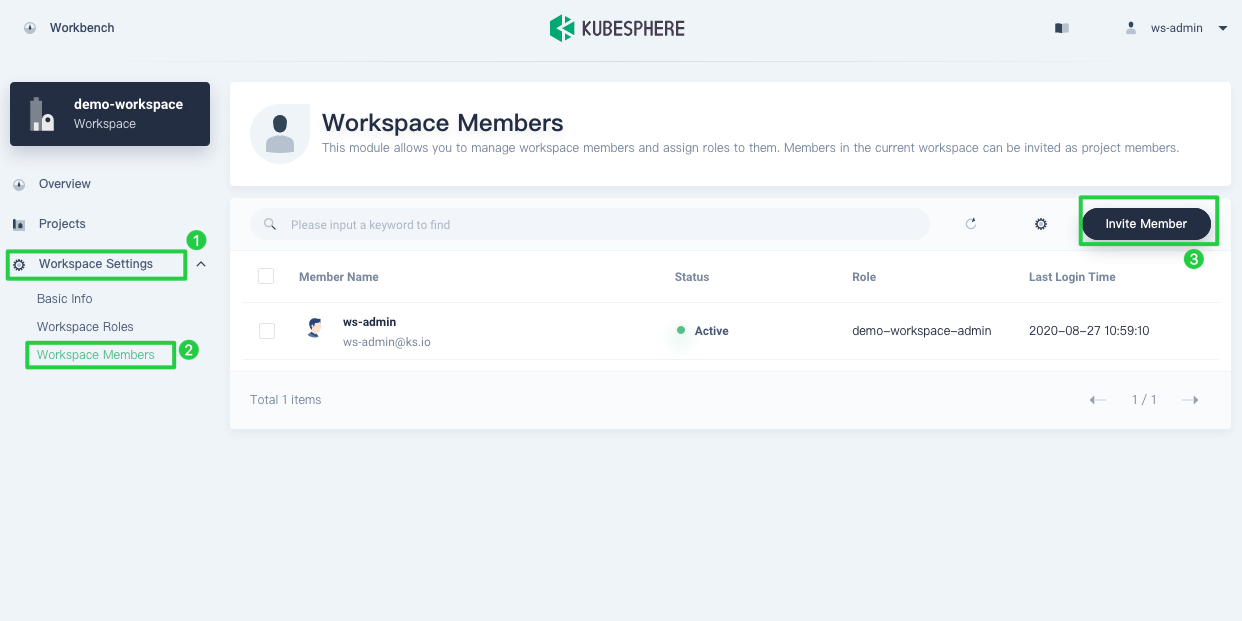 Workbench
KUBESPHERE
ws-admin
demo-workspace
Workspace
Overview
Projects
1
Workspace Settings
Basic Info
Workspace Roles
Workspace Members
2
Workspace Members
This module allows you to manage workspace members and assign roles to them. Members in the current workspace can be invited as project members.
Please input a keyword to find
Invite Member
3
Member Name Status Role Last Login Time
ws-admin
ws-admin@ks.io
Active
demo-workspace-admin
2020-08-27 10:59:10
Total 1 items
1 / 1